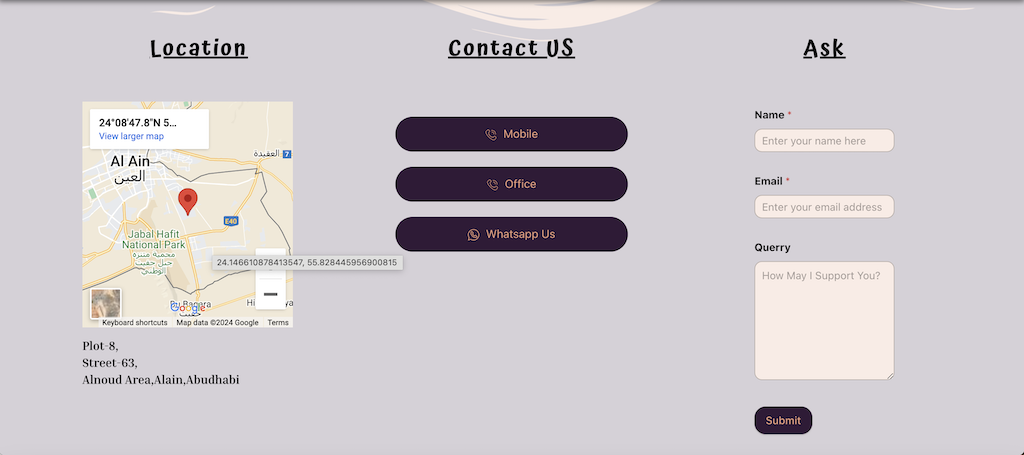 Location
24°08'47.8"N 5...
View larger map
العقيدة
7
Al Ain
العين
E40
Jabal Hafit
National Park
محمية متنزه
جبل حفيت
الوطني
24.146610878413547, 55.828445956900815
Google
Keyboard shortcuts
Map data ©2024 Google
Terms
Plot-8,
Street-63,
Alnoud Area,Alain,Abudhabi
Contact US
Mobile
Office
Whatsapp Us
Ask
Name *
Enter your name here
Email *
Enter your email address
Querry
How May I Support You?
Submit